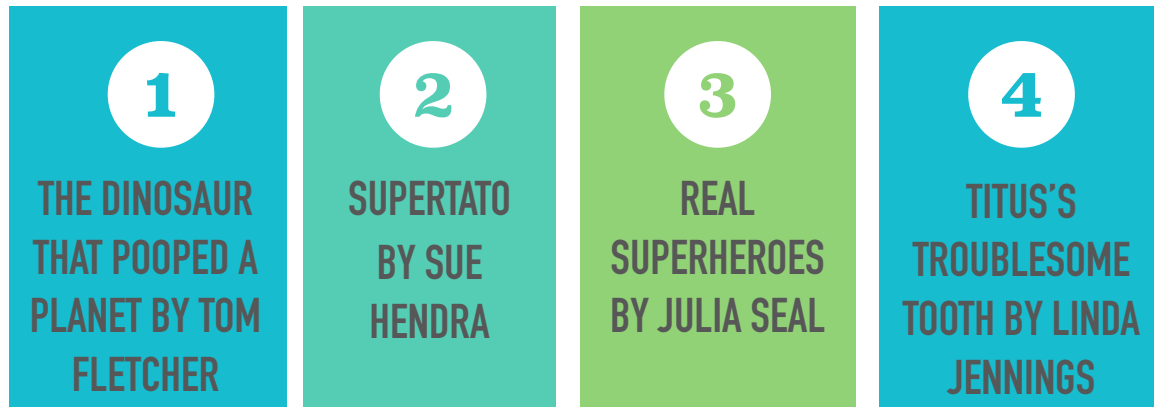 1
THE DINOSAUR
THAT POOPED A
PLANET BY TOM
FLETCHER
2
SUPERTATO
BY SUE
HENDRA
3
REAL
SUPERHEROES
BY JULIA SEAL
4
TITUS’S
TROUBLESOME
TOOTH BY LINDA
JENNINGS